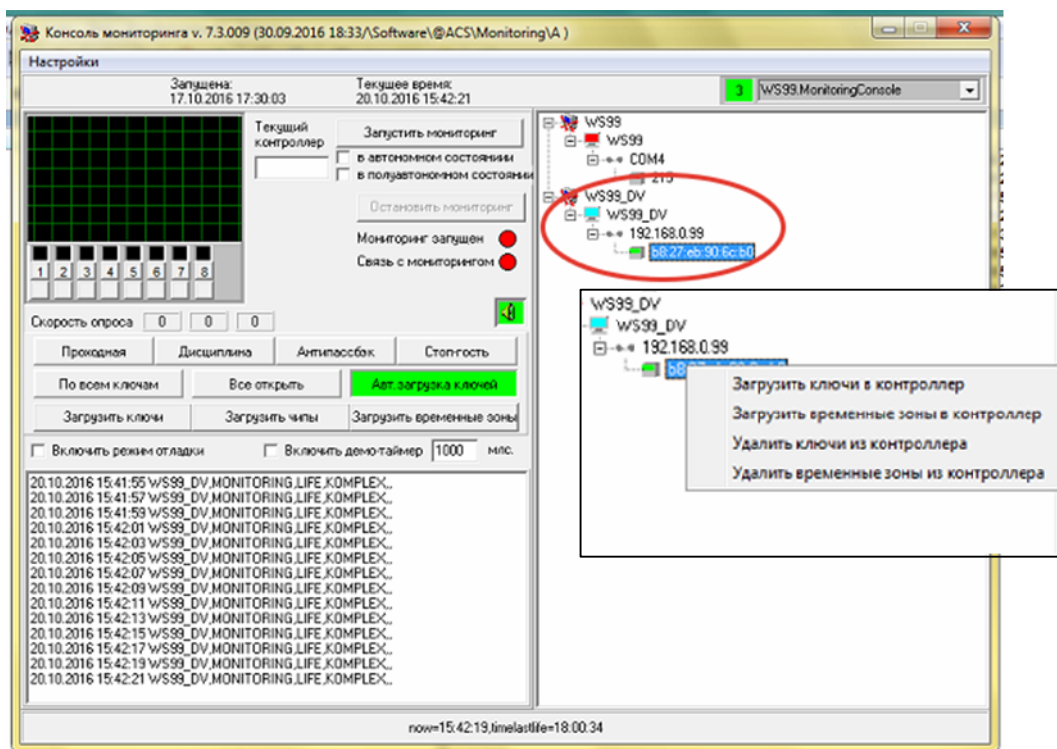 Консоль мониторинга v. 7.3.009 (30.09.2016 18:33/\Software\@ACS\Monitoring\A )
Настройки
Запущена:
17.10.2016 17:30:03
Текущее время:
20.10.2016 15:42:21
3
WS99.MonitoringConsole
Текущий
контроллер
Запустить мониторинг
в автономном состоянии
в полуавтономном состоянии
Остановить мониторинг
Мониторинг запущен
Связь с мониторингом
1 2 3 4 5 6 7 8
Скорость опроса 0 0 0
Проходная Дисциплина Антипассбэк Стоп-гость
По всем ключам Все открыть Авт.загрузка ключей
Загрузить ключи Загрузить чипы Загрузить временные зоны
Включить режим отладки Включить демо-таймер 1000 млс.
20.10.2016 15:41:55 WS99_DV,MONITORING,LIFE,KOMPLEX,,
20.10.2016 15:41:57 WS99_DV,MONITORING,LIFE,KOMPLEX,,
20.10.2016 15:41:59 WS99_DV,MONITORING,LIFE,KOMPLEX,,
20.10.2016 15:42:01 WS99_DV,MONITORING,LIFE,KOMPLEX,,
20.10.2016 15:42:03 WS99_DV,MONITORING,LIFE,KOMPLEX,,
20.10.2016 15:42:05 WS99_DV,MONITORING,LIFE,KOMPLEX,,
20.10.2016 15:42:07 WS99_DV,MONITORING,LIFE,KOMPLEX,,
20.10.2016 15:42:09 WS99_DV,MONITORING,LIFE,KOMPLEX,,
20.10.2016 15:42:11 WS99_DV,MONITORING,LIFE,KOMPLEX,,
20.10.2016 15:42:13 WS99_DV,MONITORING,LIFE,KOMPLEX,,
20.10.2016 15:42:15 WS99_DV,MONITORING,LIFE,KOMPLEX,,
20.10.2016 15:42:17 WS99_DV,MONITORING,LIFE,KOMPLEX,,
20.10.2016 15:42:19 WS99_DV,MONITORING,LIFE,KOMPLEX,,
20.10.2016 15:42:21 WS99_DV,MONITORING,LIFE,KOMPLEX,,
WS99
WS99
COM4
WS99_DV
WS99_DV
192.168.0.99
b8:27:eb:90:6c:b0
WS99_DV
WS99_DV
192.168.0.99
Загрузить ключи в контроллер
Загрузить временные зоны в контроллер
Удалить ключи из контроллера
Удалить временные зоны из контроллера
now=15:42:19,timelastlife=18:00:34